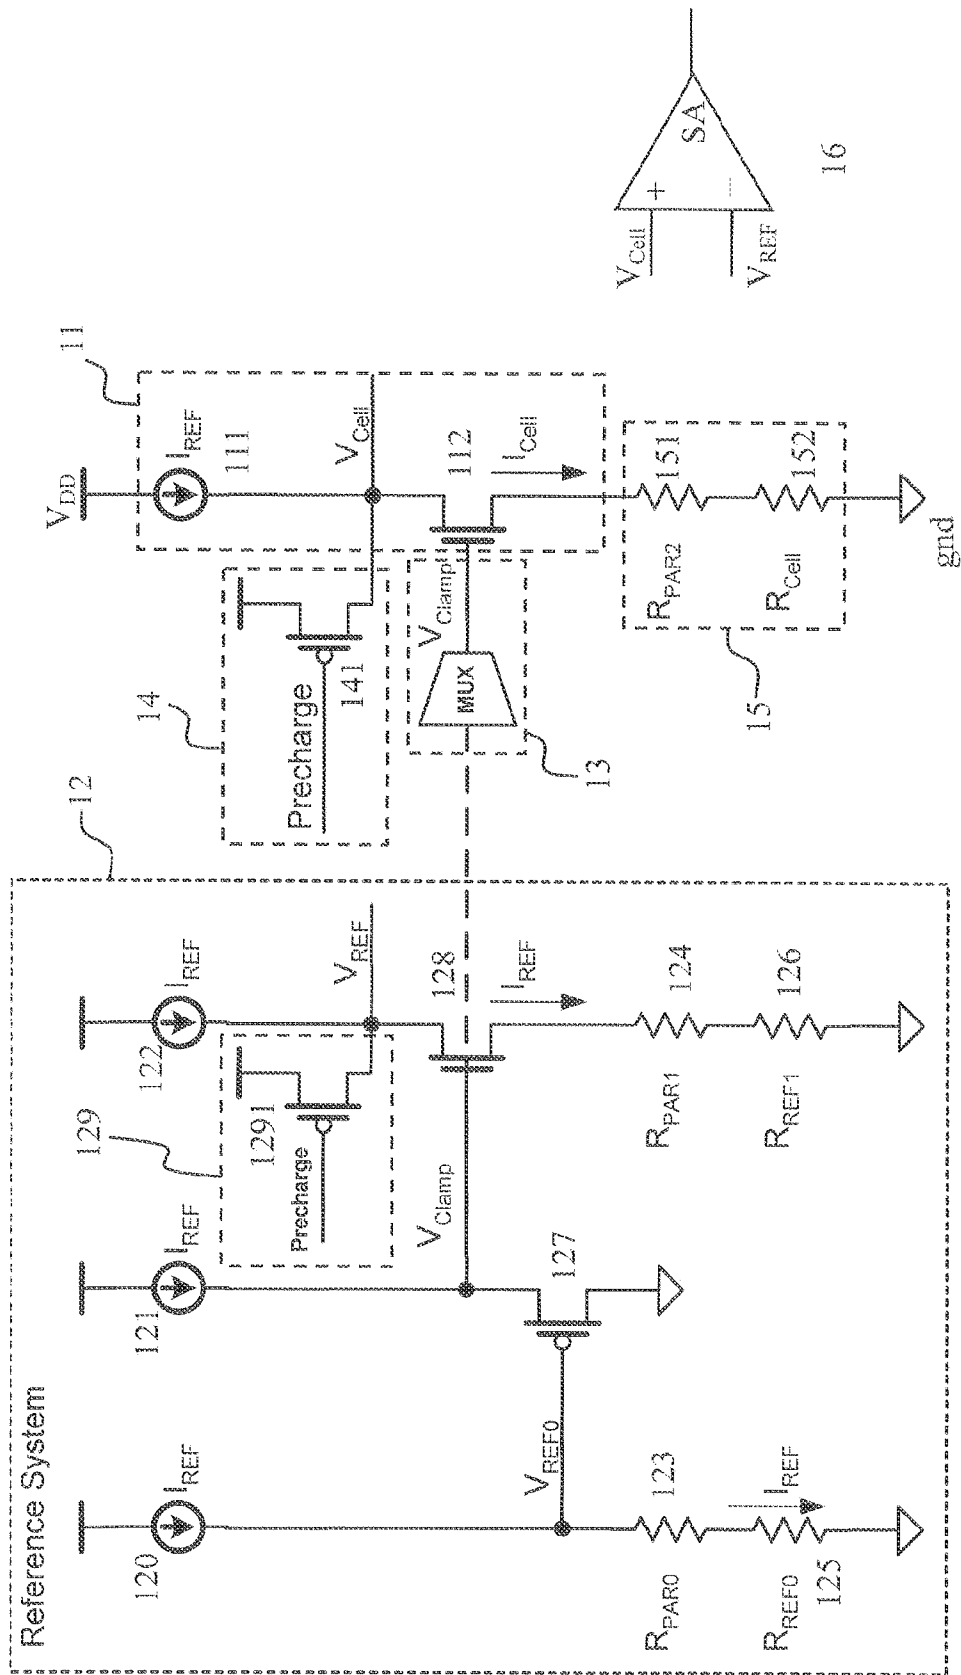 Reference System
12
120
I_REF
V_REF0
123
R_PAR0
I_REF
R_REF0
125
121
I_REF
V_Clamp
127
129
1291
Precharge
122
I_REF
V_REF
128
I_REF
124
R_PAR1
126
R_REF1
14
Precharge
141
MUX
V_Clamp
13
11
V_DD
I_REF
111
V_Cell
112
I_Cell
151
R_PAR2
152
R_Cell
15
gnd
V_Cell
V_REF
+
–
SA
16